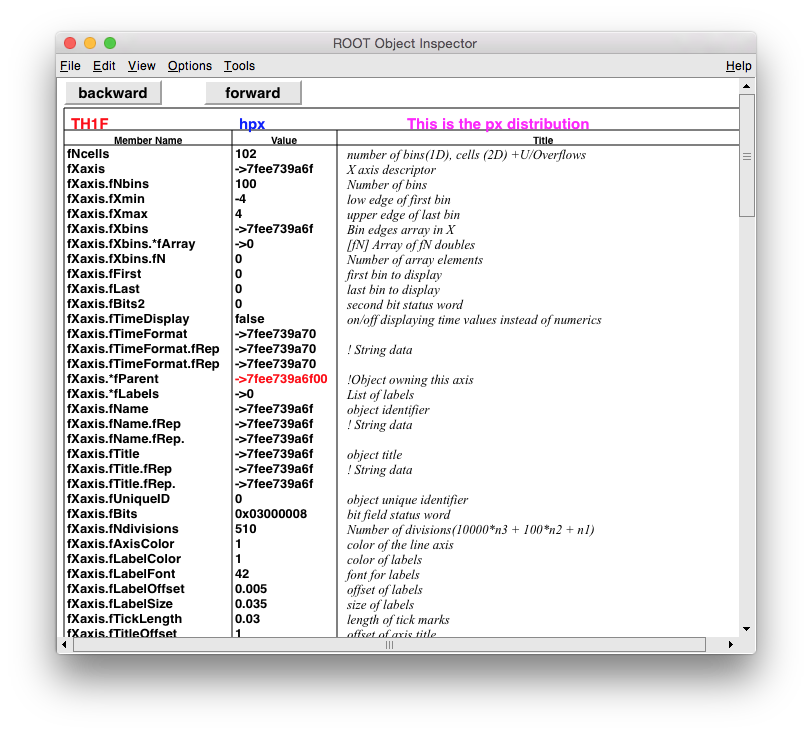 ROOT Object Inspector
File Edit View Options Tools Help
backward forward
TH1F hpx This is the px distribution
Member Name Value Title
fNcells 102 number of bins(1D), cells (2D) +U/Overflows
fXaxis ->7fee739a6f X axis descriptor
fXaxis.fNbins 100 Number of bins
fXaxis.fXmin -4 low edge of first bin
fXaxis.fXmax 4 upper edge of last bin
fXaxis.fXbins ->7fee739a6f Bin edges array in X
fXaxis.fXbins.*fArray ->0 [fN] Array of fN doubles
fXaxis.fXbins.fN 0 Number of array elements
fXaxis.fFirst 0 first bin to display
fXaxis.fLast 0 last bin to display
fXaxis.fBits2 0 second bit status word
fXaxis.fTimeDisplay false on/off displaying time values instead of numerics
fXaxis.fTimeFormat ->7fee739a70
fXaxis.fTimeFormat.fRep ->7fee739a70 ! String data
fXaxis.fTimeFormat.fRep ->7fee739a70
fXaxis.*fParent ->7fee739a6f00 !Object owning this axis
fXaxis.*fLabels ->0 List of labels
fXaxis.fName ->7fee739a6f object identifier
fXaxis.fName.fRep ->7fee739a6f ! String data
fXaxis.fName.fRep. ->7fee739a6f
fXaxis.fTitle ->7fee739a6f object title
fXaxis.fTitle.fRep ->7fee739a6f ! String data
fXaxis.fTitle.fRep. ->7fee739a6f
fXaxis.fUniqueID 0 object unique identifier
fXaxis.fBits 0x03000008 bit field status word
fXaxis.fNdivisions 510 Number of divisions(10000*n3 + 100*n2 + n1)
fXaxis.fAxisColor 1 color of the line axis
fXaxis.fLabelColor 1 color of labels
fXaxis.fLabelFont 42 font for labels
fXaxis.fLabelOffset 0.005 offset of labels
fXaxis.fLabelSize 0.035 size of labels
fXaxis.fTickLength 0.03 length of tick marks
fXaxis.fTitleOffset 1 offset of axis title